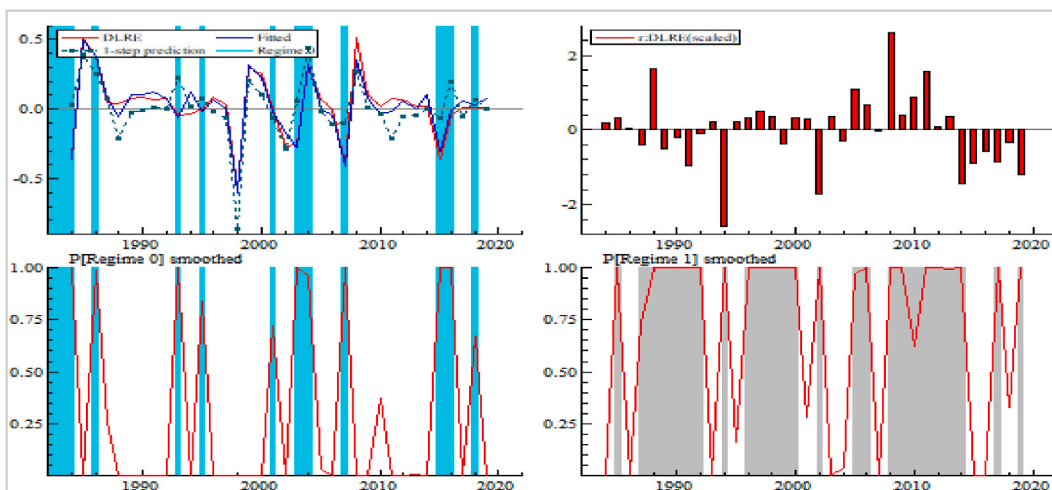 DLRE Fitted
1-step prediction Regime 0
0.5
0.0
-0.5
1990 2000 2010 2020
r:DLRE(scaled)
2
0
-2
1990 2000 2010 2020
P[Regime 0] smoothed
1.00
0.75
0.50
0.25
1990 2000 2010 2020
P[Regime 1] smoothed
1.00
0.75
0.50
0.25
1990 2000 2010 2020